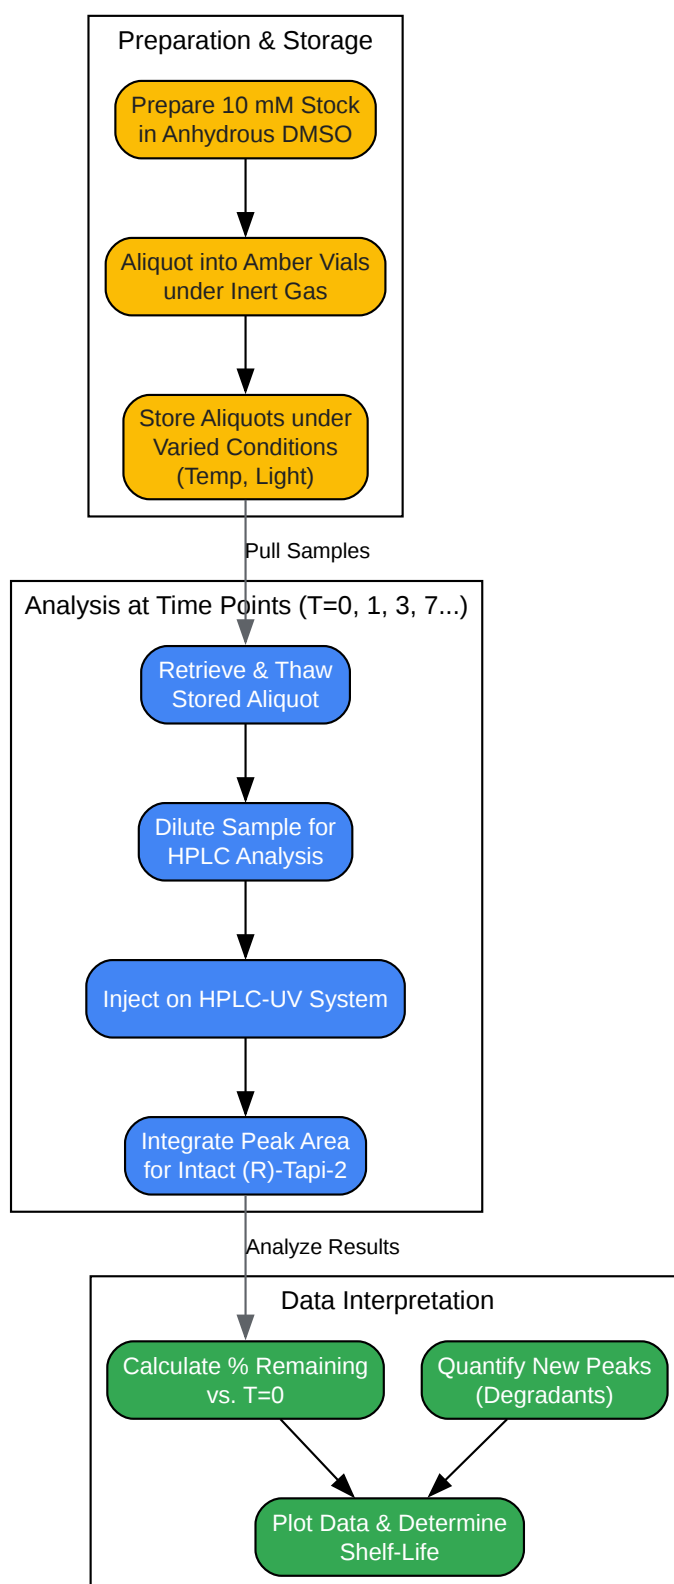 Preparation & Storage
Prepare 10 mM Stock
in Anhydrous DMSO
Aliquot into Amber Vials
under Inert Gas
Store Aliquots under
Varied Conditions
(Temp, Light)
Pull Samples
Analysis at Time Points (T=0, 1, 3, 7...)
Retrieve & Thaw
Stored Aliquot
Dilute Sample for
HPLC Analysis
Inject on HPLC-UV System
Integrate Peak Area
for Intact (R)-Tapi-2
Analyze Results
Data Interpretation
Calculate % Remaining
vs. T=0
Quantify New Peaks
(Degradants)
Plot Data & Determine
Shelf-Life